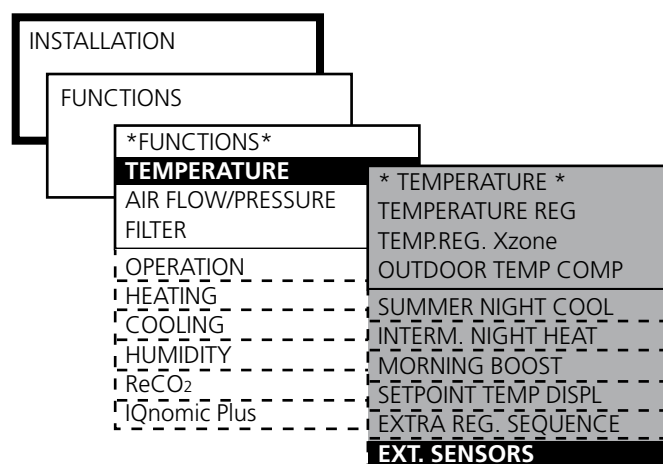 INSTALLATION
FUNCTIONS
*FUNCTIONS*
TEMPERATURE
AIR FLOW/PRESSURE
FILTER
OPERATION
HEATING
COOLING
HUMIDITY
ReCO2
IQnomic Plus
* TEMPERATURE *
TEMPERATURE REG
TEMP.REG. Xzone
OUTDOOR TEMP COMP
SUMMER NIGHT COOL
INTERM. NIGHT HEAT
MORNING BOOST
SETPOINT TEMP DISPL
EXTRA REG. SEQUENCE
EXT. SENSORS